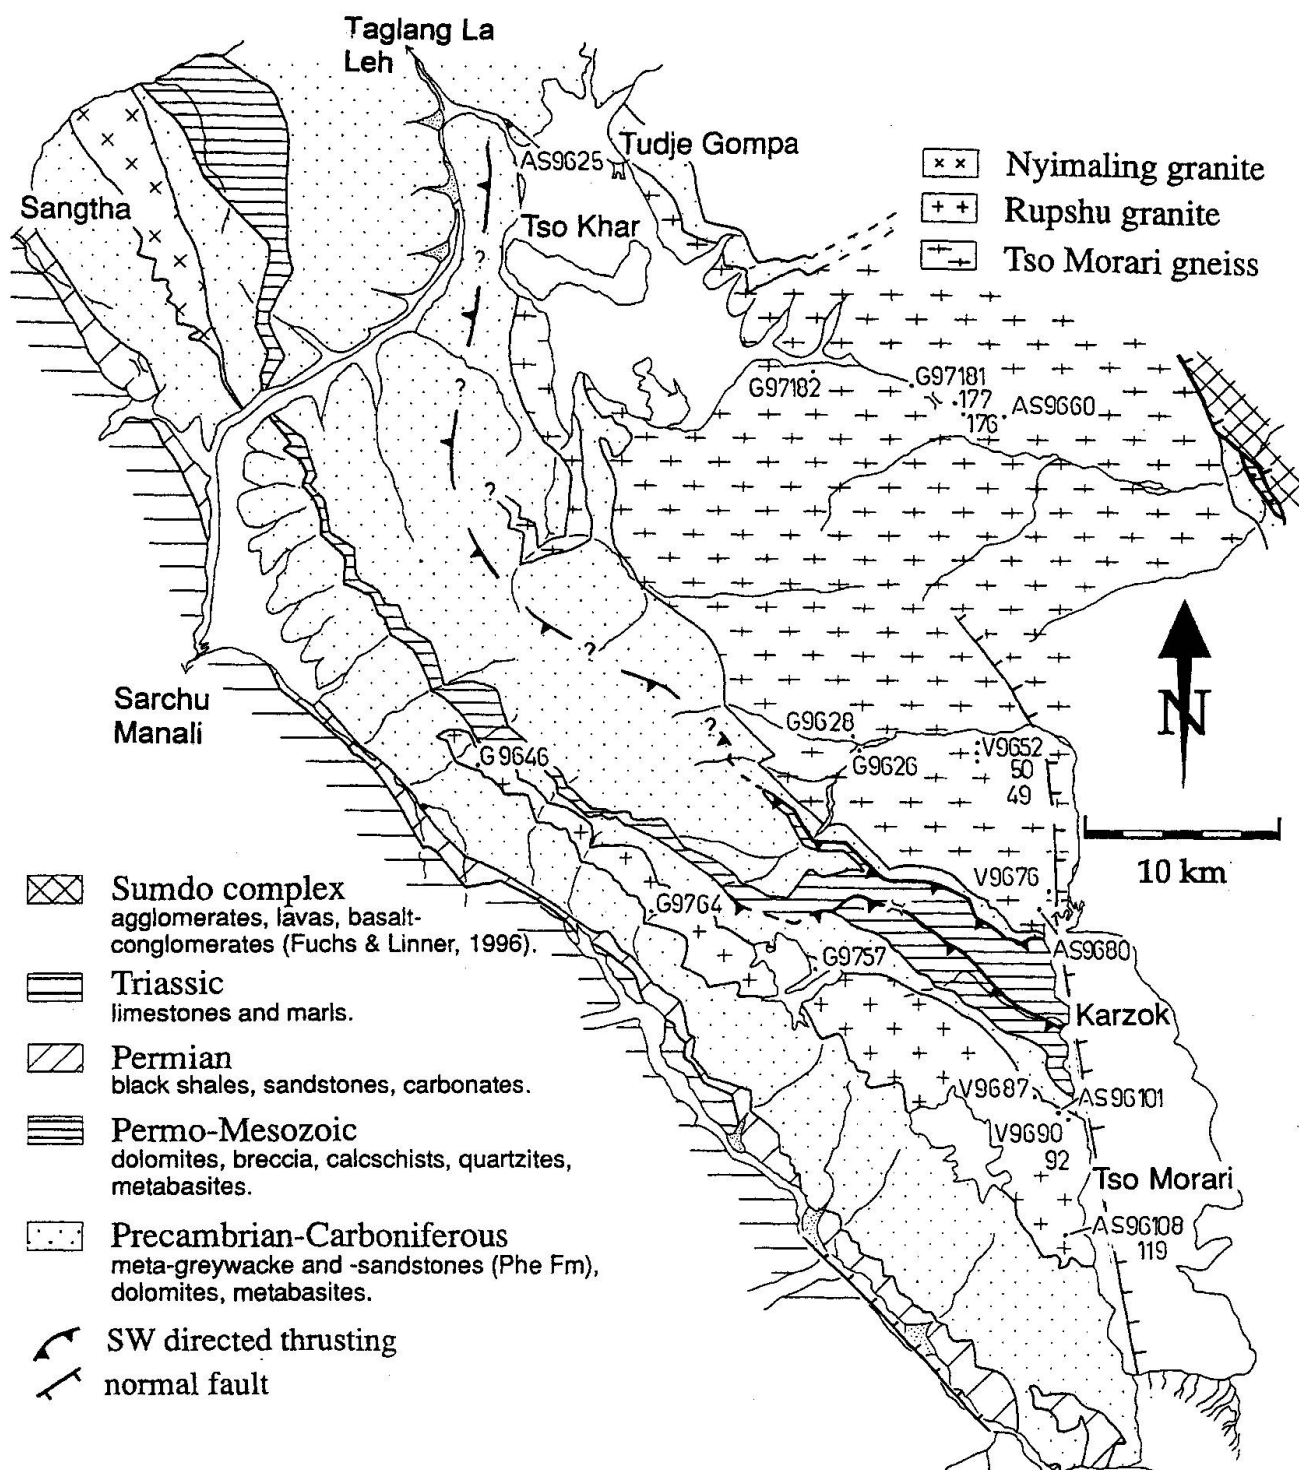 Taglang La
Leh
Tudje Gompa
AS9625
Sangtha
Tso Khar
Nyimaling granite
Rupshu granite
Tso Morari gneiss
?
G97182
G97181
177
176
AS9660
?
?
?
Sarchu
Manali
N
?
G9628
G9626
G9646
V9652
50
49
10 km
V9676
G9764
G9757
AS9680
Karzok
V9687
AS96101
V9690
92
Tso Morari
AS96108
119
Sumdo complex
agglomerates, lavas, basalt-
conglomerates (Fuchs & Linner, 1996).
Triassic
limestones and marls.
Permian
black shales, sandstones, carbonates.
Permo-Mesozoic
dolomites, breccia, calcschists, quartzites,
metabasites.
Precambrian-Carboniferous
meta-greywacke and -sandstones (Phe Fm),
dolomites, metabasites.
SW directed thrusting
normal fault